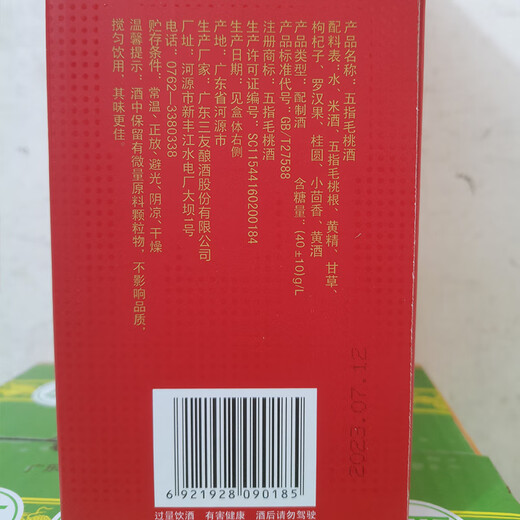 产品名称：五指毛桃酒
配料表：水、米酒、五指毛桃根、黄精、甘草、
枸杞子、罗汉果、桂圆、小茴香、黄酒
产品类型：配制酒 含糖量：(40±10)g/L
产品标准代号：GB/T27588
注册商标：五指毛桃酒
生产许可证编号：SC11544160200184
生产日期：见盒体右侧
产地：广东省河源市
生产厂家：广东三友酿酒股份有限公司
厂址：河源市新丰江水电厂大坝1号
电话：0762—3380338
贮存条件：常温、正放、避光、阴凉、干燥
温馨提示：酒中保留有微量原料颗粒物，不影响品质，
搅匀饮用，其味更佳
2023.07.12
6 921928 090185
过量饮酒 有害健康 酒后请勿驾驶